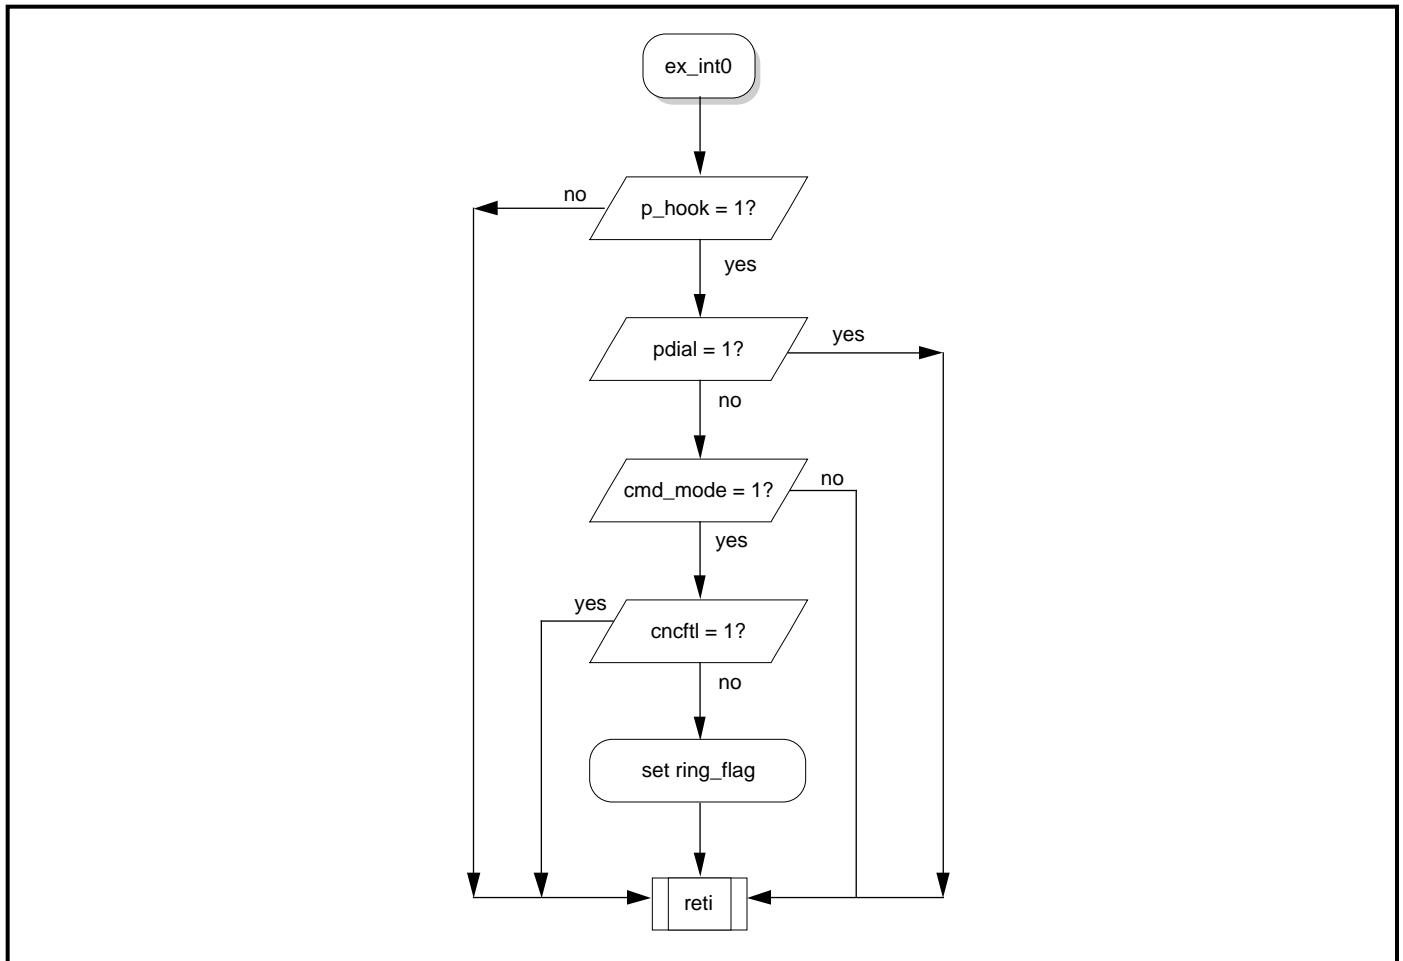 ex_int0
no
p_hook = 1?
yes
pdial = 1?
yes
no
cmd_mode = 1?
no
yes
yes
cncftl = 1?
no
set ring_flag
reti